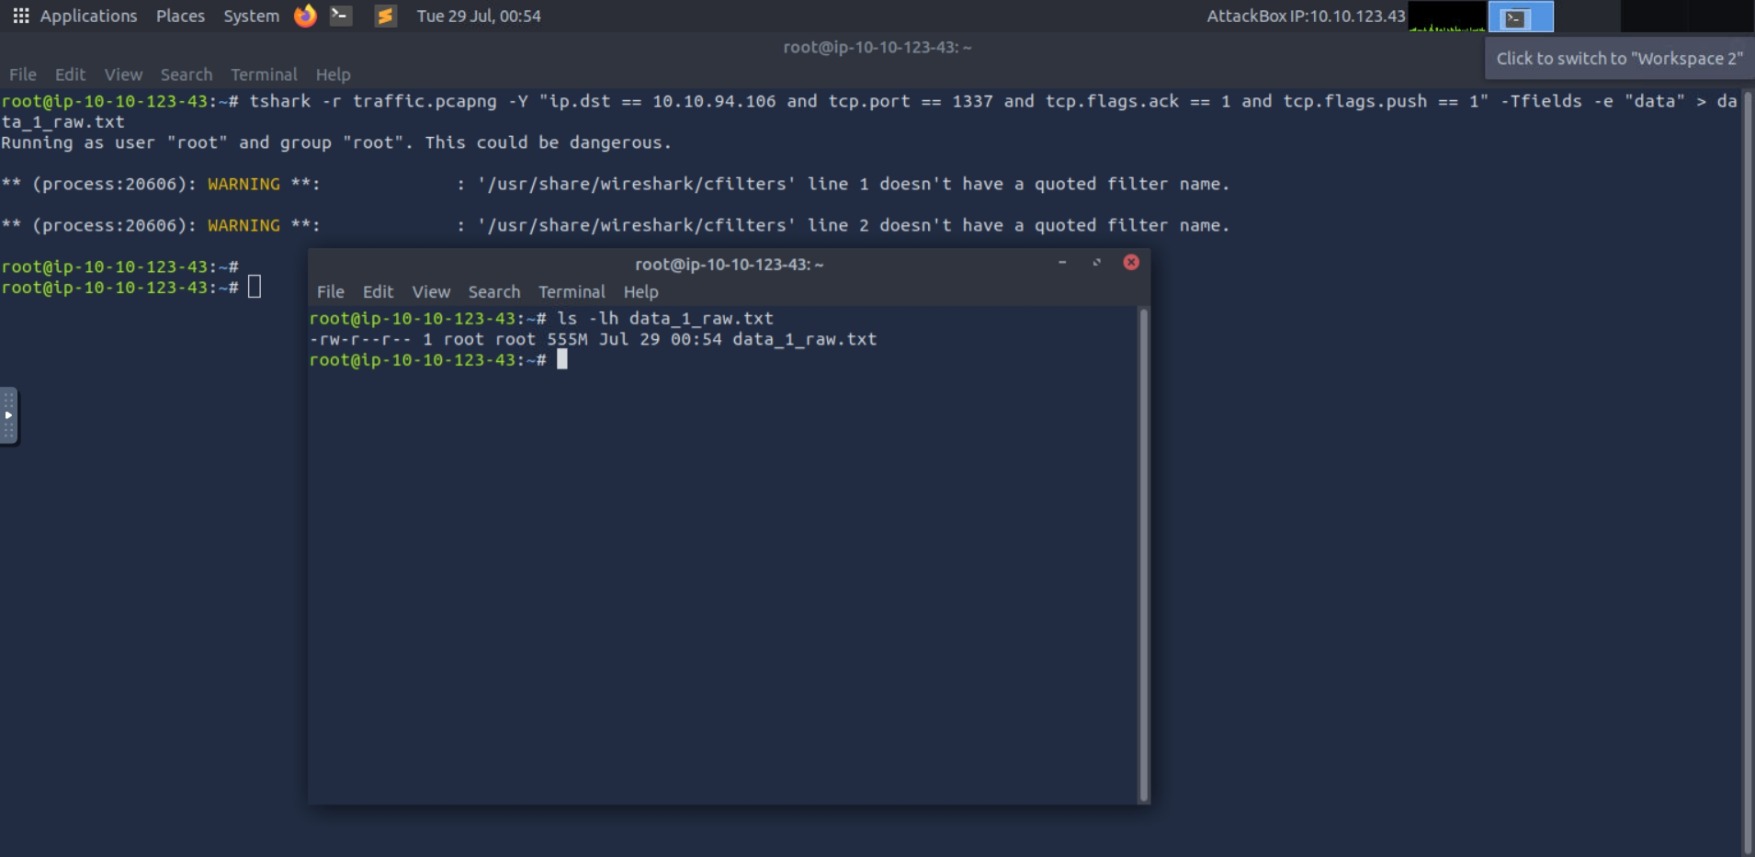 Applications Places System Tue 29 Jul, 00:54 AttackBox IP:10.10.123.43
root@ip-10-10-123-43: ~
Click to switch to "Workspace 2"
File Edit View Search Terminal Help
root@ip-10-10-123-43:~# tshark -r traffic.pcapng -Y "ip.dst == 10.10.94.106 and tcp.port == 1337 and tcp.flags.ack == 1 and tcp.flags.push == 1" -Tfields -e "data" > da
ta_1_raw.txt
Running as user "root" and group "root". This could be dangerous.
** (process:20606): WARNING **:              : '/usr/share/wireshark/cfilters' line 1 doesn't have a quoted filter name.
** (process:20606): WARNING **:              : '/usr/share/wireshark/cfilters' line 2 doesn't have a quoted filter name.
root@ip-10-10-123-43:~#
root@ip-10-10-123-43:~#
root@ip-10-10-123-43: ~
File Edit View Search Terminal Help
root@ip-10-10-123-43:~# ls -lh data_1_raw.txt
-rw-r--r-- 1 root root 555M Jul 29 00:54 data_1_raw.txt
root@ip-10-10-123-43:~#